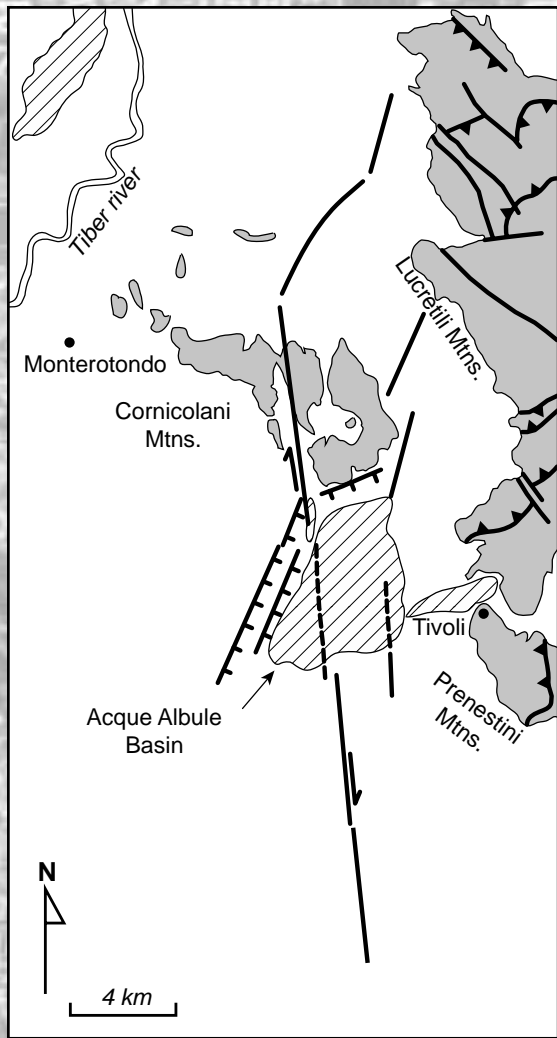 Tiber river
Lucretili Mtns.
Monterotondo
Cornicolani
Mtns.
Tivoli
Prenestini
Mtns.
Acque Albule
Basin
N
4 km